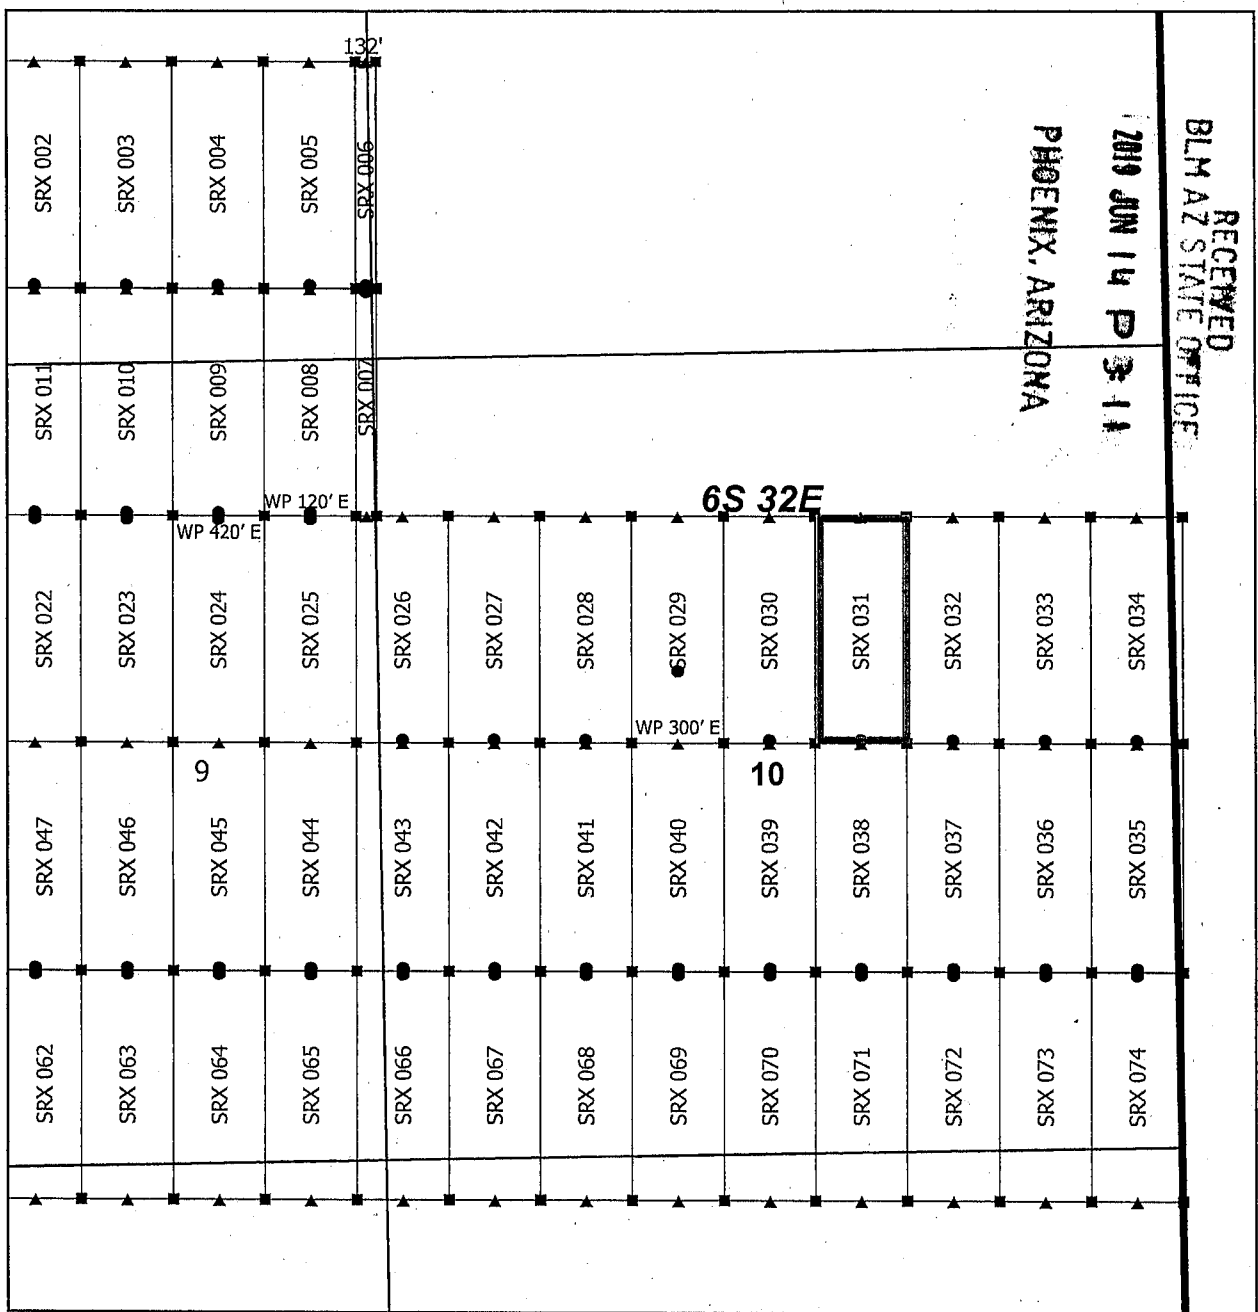 132'
SRX 002
SRX 003
SRX 004
SRX 005
SRX 006
RECEIVED
BLM AZ STATE OFFICE
2019 JUN 14 P 3:11
PHOENIX, ARIZONA
SRX 011
SRX 010
SRX 009
SRX 008
SRX 007
WP 120' E
WP 420' E
6S 32E
SRX 022
SRX 023
SRX 024
SRX 025
SRX 026
SRX 027
SRX 028
SRX 029
SRX 030
SRX 031
SRX 032
SRX 033
SRX 034
WP 300' E
9
10
SRX 047
SRX 046
SRX 045
SRX 044
SRX 043
SRX 042
SRX 041
SRX 040
SRX 039
SRX 038
SRX 037
SRX 036
SRX 035
SRX 062
SRX 063
SRX 064
SRX 065
SRX 066
SRX 067
SRX 068
SRX 069
SRX 070
SRX 071
SRX 072
SRX 073
SRX 074